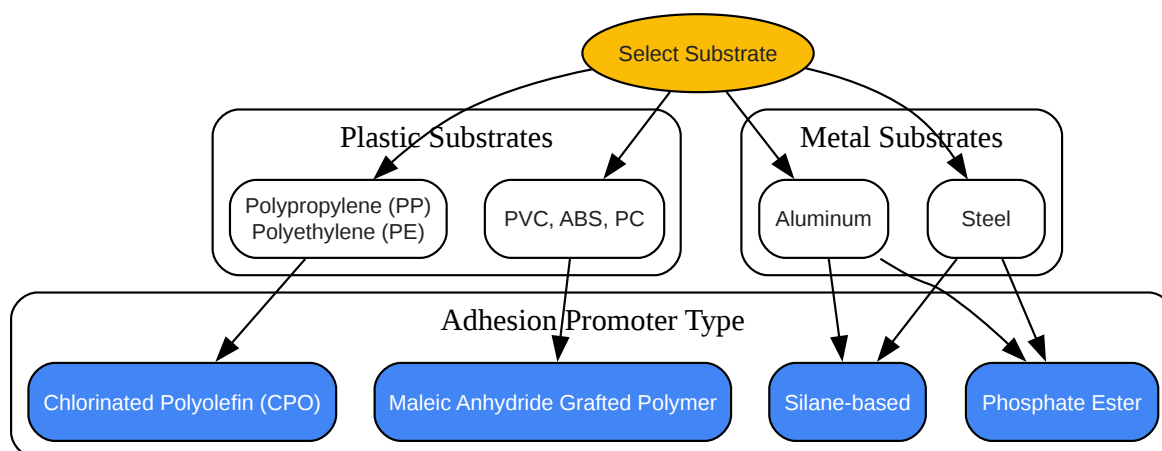 Select Substrate
Plastic Substrates
Metal Substrates
Polypropylene (PP)
Polyethylene (PE)
PVC, ABS, PC
Aluminum
Steel
Adhesion Promoter Type
Chlorinated Polyolefin (CPO)
Maleic Anhydride Grafted Polymer
Silane-based
Phosphate Ester